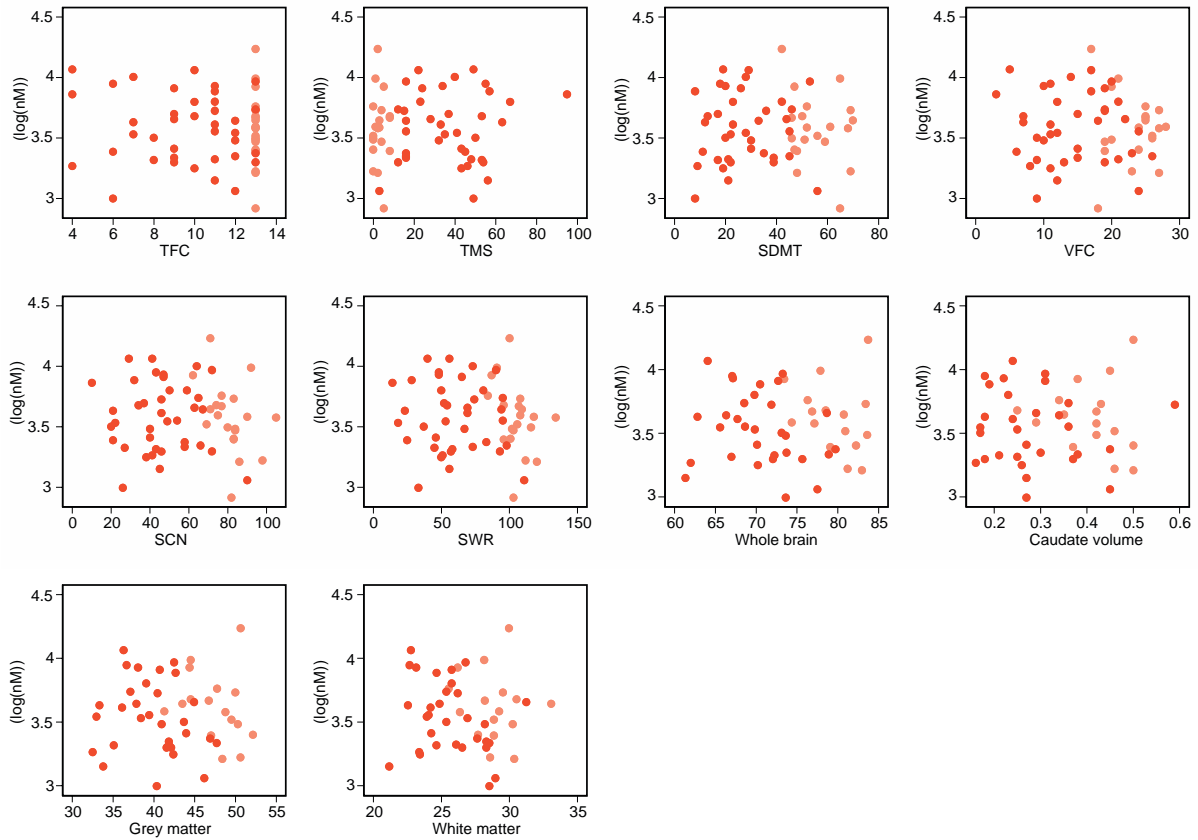 4.5 4.5 4.5 4.5
(log(nM)) 4 (log(nM)) 4 (log(nM)) 4 (log(nM)) 4
3.5 3.5 3.5 3.5
3 3 3 3
4 6 8 10 12 14 0 20 40 60 80 100 0 20 40 60 80 0 10 20 30
TFC TMS SDMT VFC
4.5 4.5 4.5 4.5
(log(nM)) 4 (log(nM)) 4 (log(nM)) 4 (log(nM)) 4
3.5 3.5 3.5 3.5
3 3 3 3
0 20 40 60 80 100 0 50 100 150 60 65 70 75 80 85 0.2 0.3 0.4 0.5 0.6
SCN SWR Whole brain Caudate volume
4.5 4.5
(log(nM)) 4 (log(nM)) 4
3.5 3.5
3 3
30 35 40 45 50 55 20 25 30 35
Grey matter White matter